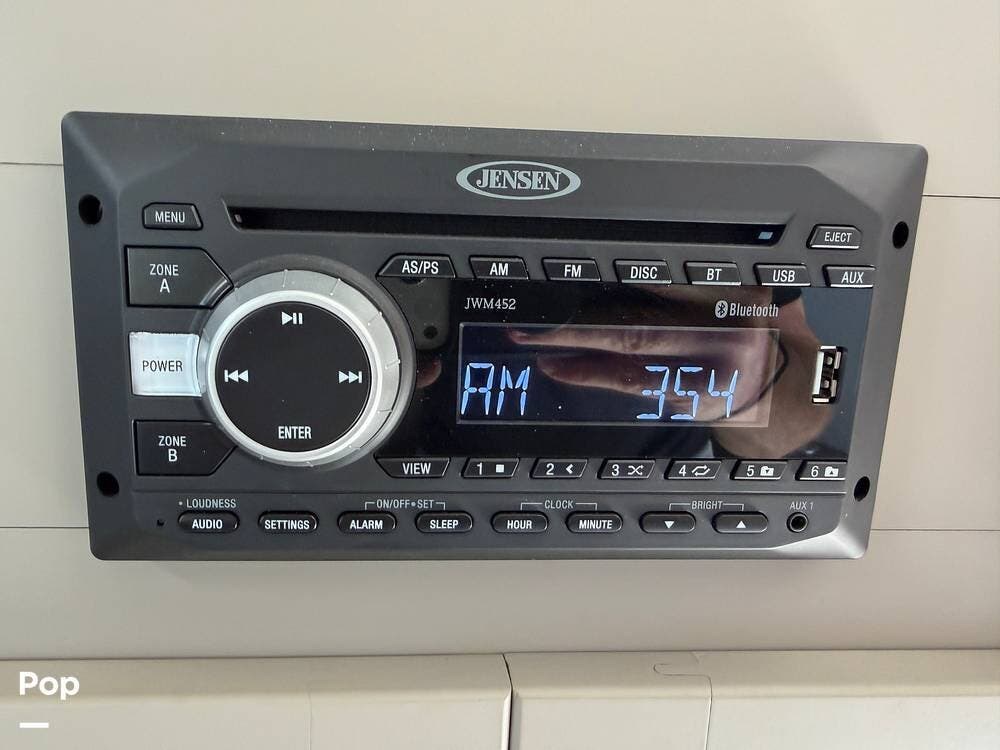 JENSEN
MENU
EJECT
ZONE
A
AS/PS AM FM DISC BT USB AUX
JWM452
Bluetooth
POWER
AM 354
ENTER
ZONE
B
VIEW 1 2 3 4 5 6
• LOUDNESS
ON/OFF•SET
CLOCK
BRIGHT
AUX 1
AUDIO SETTINGS ALARM SLEEP HOUR MINUTE
Pop